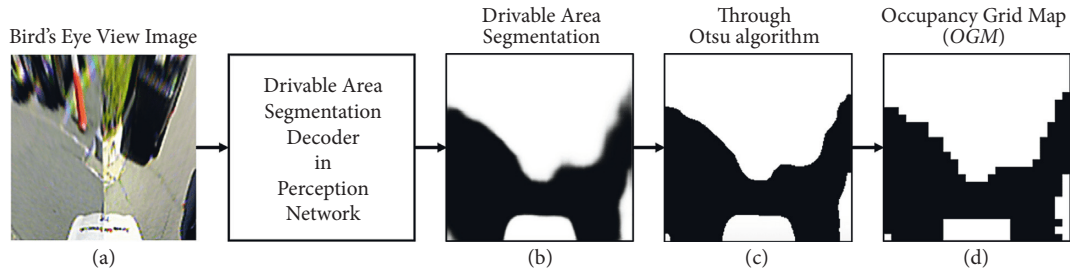 Bird's Eye View Image
(a)
Drivable Area
Segmentation
Decoder
in
Perception
Network
Drivable Area
Segmentation
(b)
Through
Otsu algorithm
(c)
Occupancy Grid Map
(OGM)
(d)